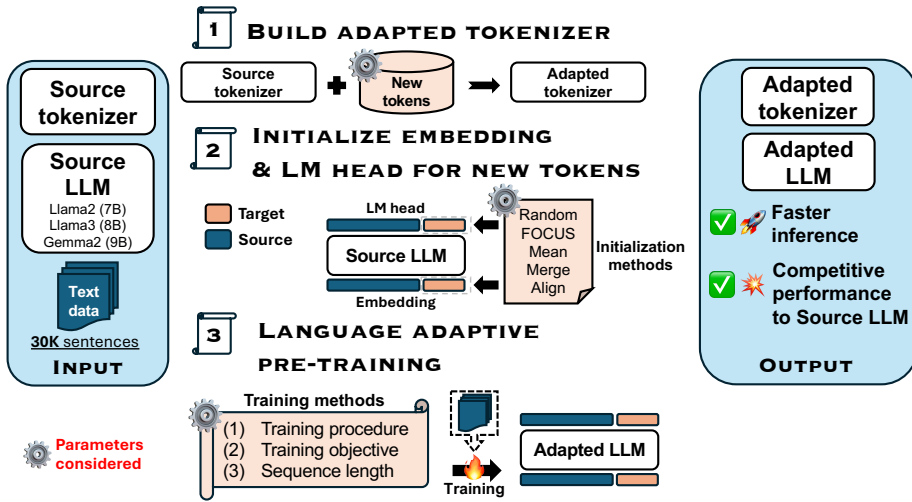 Source
tokenizer
Source
LLM
Llama2 (7B)
Llama3 (8B)
Gemma2 (9B)
Text
data
30K sentences
INPUT
1
BUILD ADAPTED TOKENIZER
Source
tokenizer
New
tokens
Adapted
tokenizer
2
INITIALIZE EMBEDDING
& LM HEAD FOR NEW TOKENS
Target
Source
LM head
Source LLM
Embedding
Random
FOCUS
Mean
Merge
Align
Initialization
methods
3
LANGUAGE ADAPTIVE
PRE-TRAINING
Training methods
(1) Training procedure
(2) Training objective
(3) Sequence length
Training
Adapted LLM
Parameters
considered
Adapted
tokenizer
Adapted
LLM
Faster
inference
Competitive
performance
to Source LLM
OUTPUT